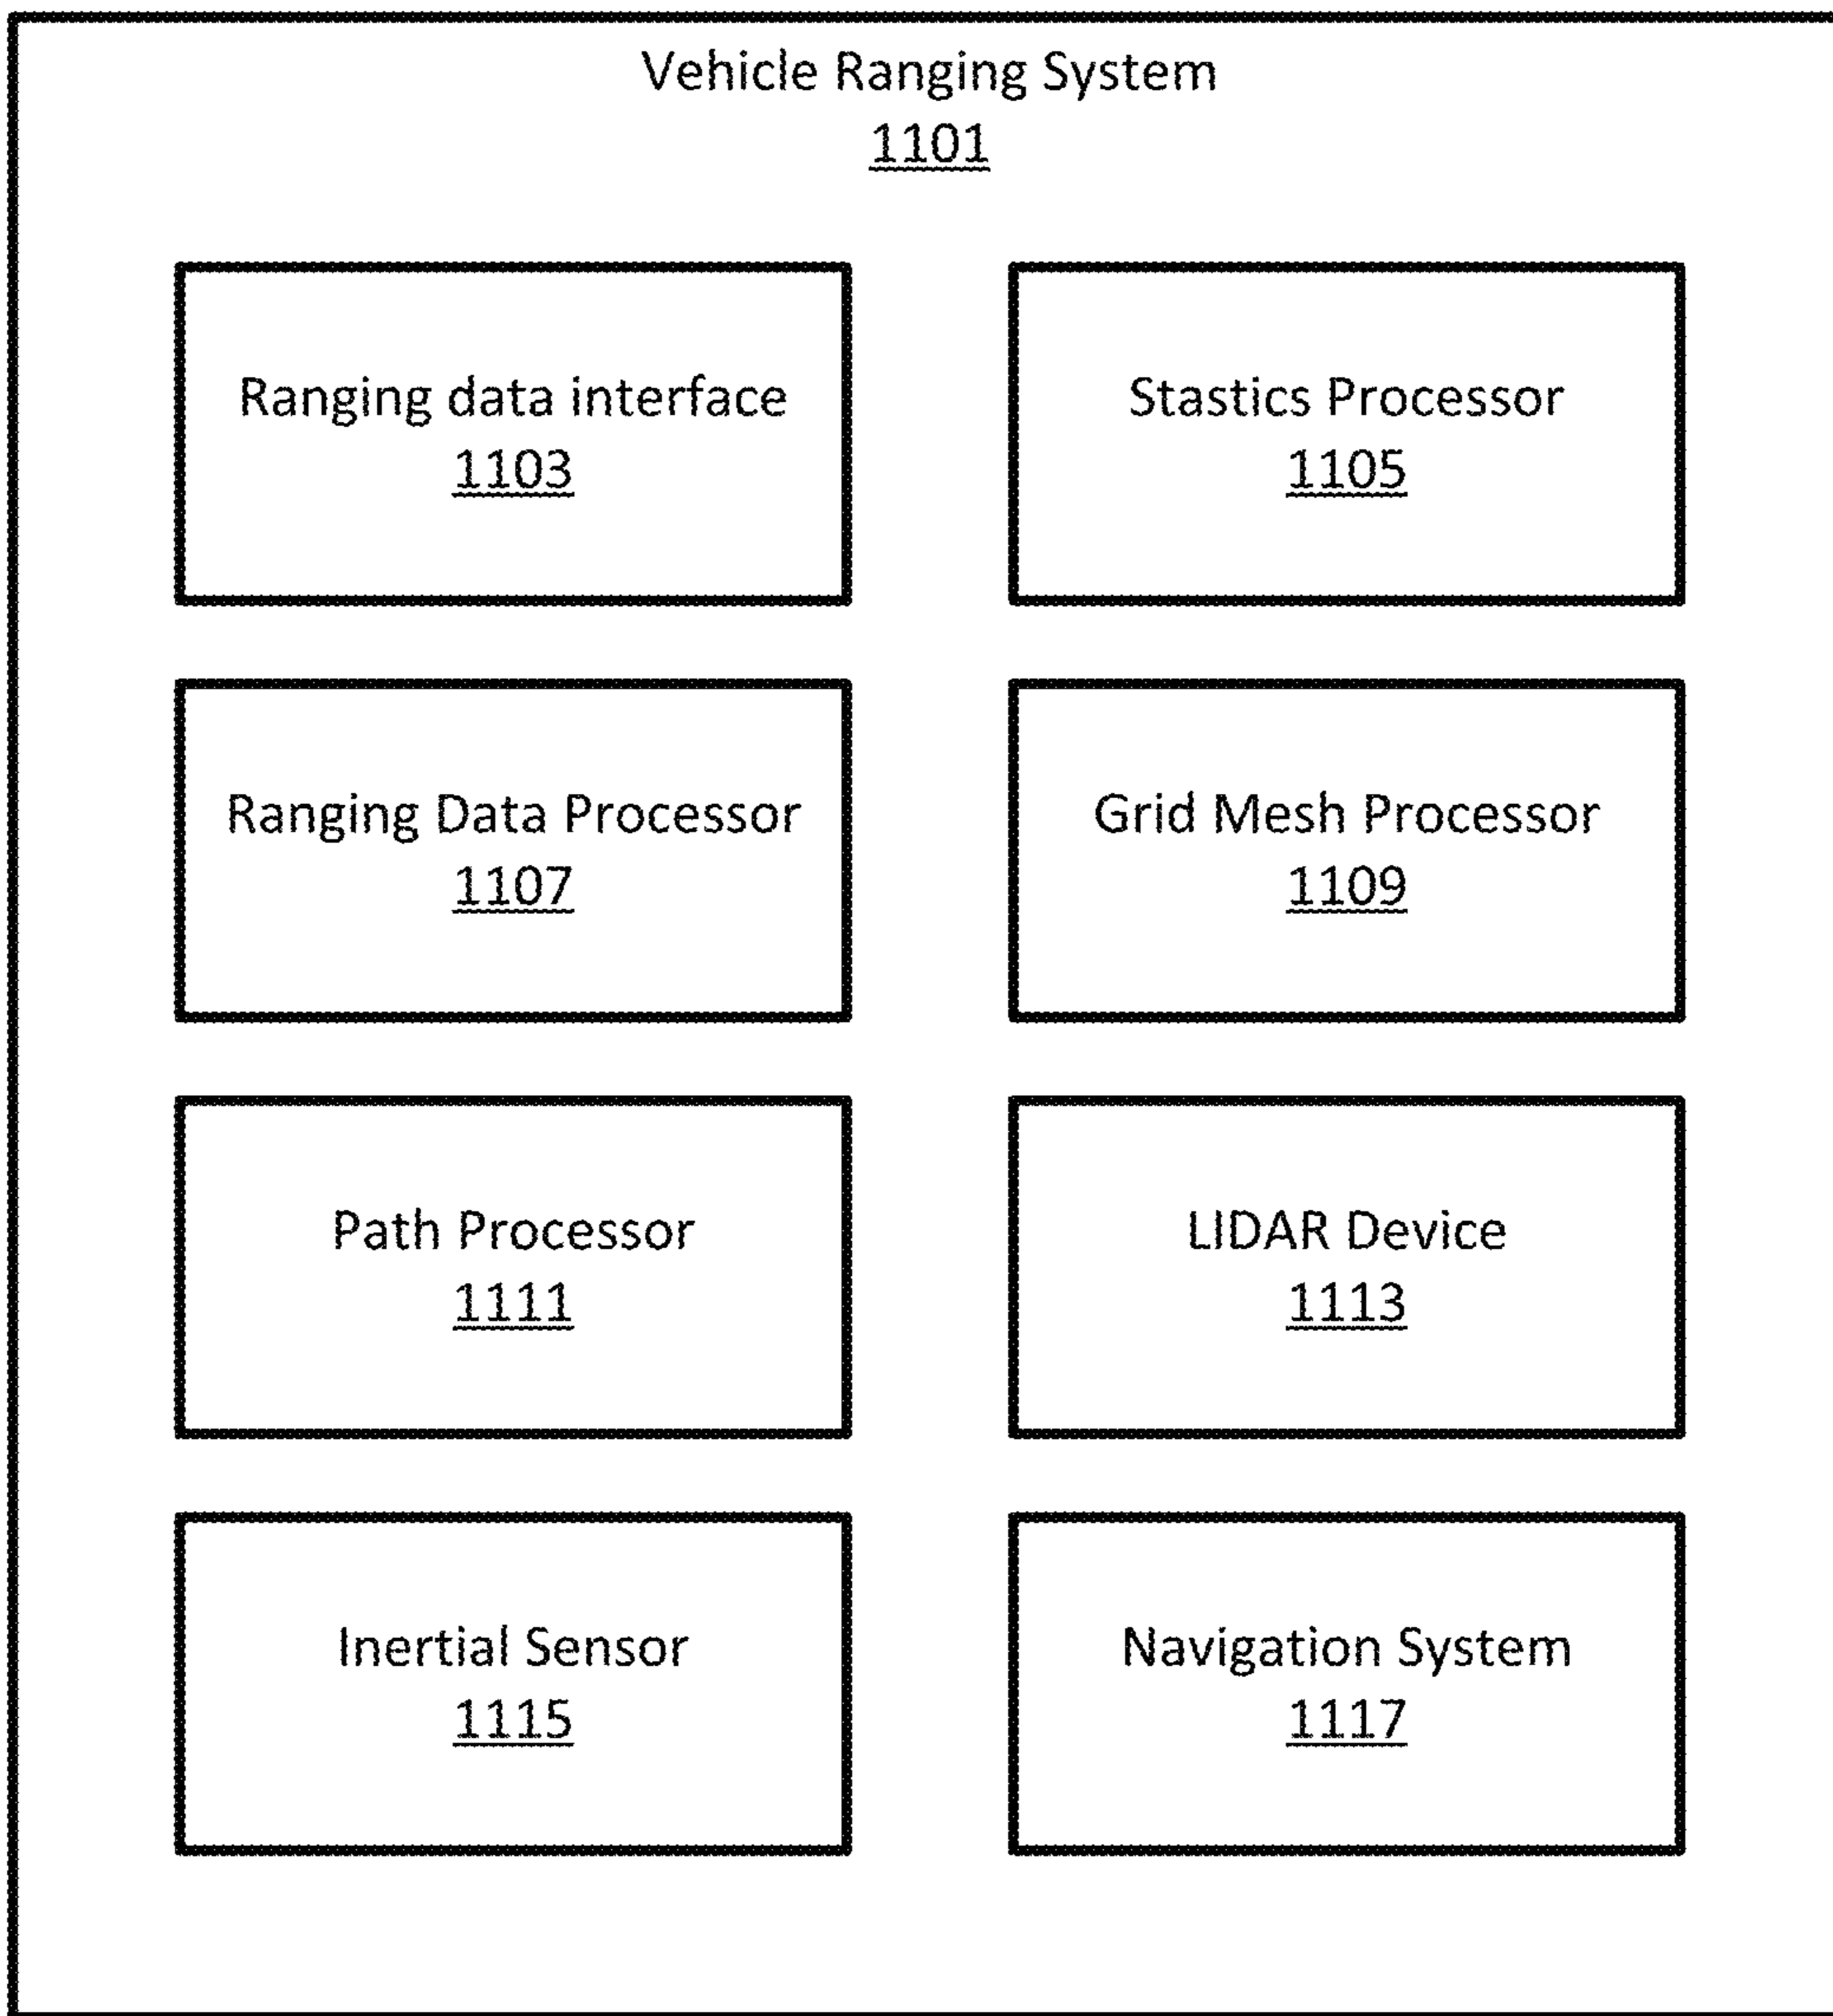 Vehicle Ranging System
1101
Ranging data interface
1103
Stastics Processor
1105
Ranging Data Processor
1107
Grid Mesh Processor
1109
Path Processor
1111
LIDAR Device
1113
Inertial Sensor
1115
Navigation System
1117